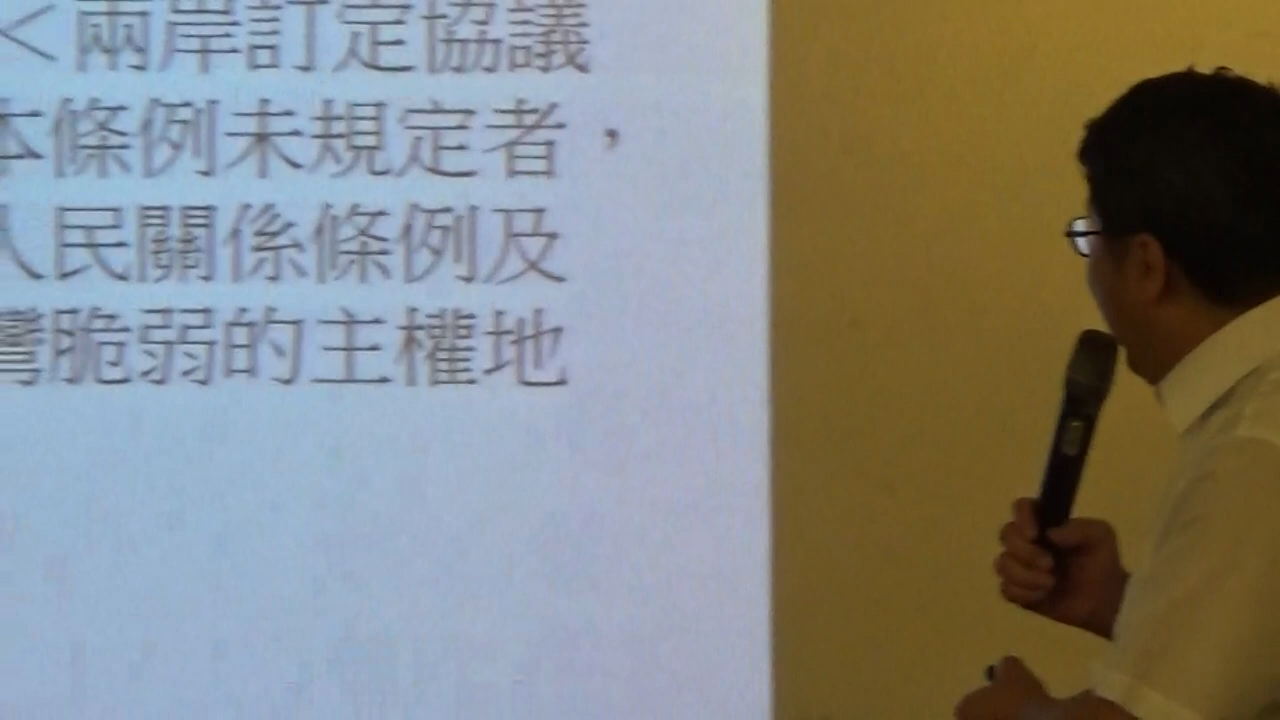 ＜兩岸訂定協議
本條例未規定者，
人民關係條例及
灣脆弱的主權地